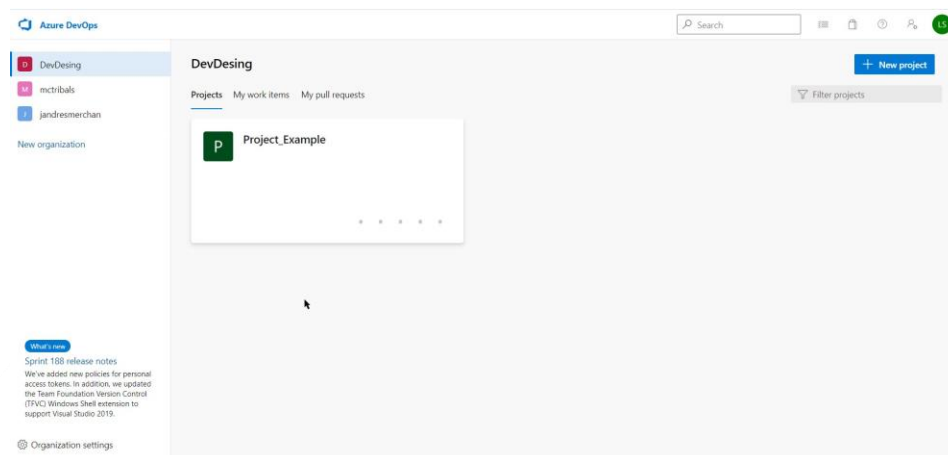 Azure DevOps
Search
LS
D DevDesing
M mctribals
J jandresmerchan
New organization
DevDesing
+ New project
Projects My work items My pull requests
Filter projects
P Project_Example
What's new
Sprint 188 release notes
We've added new policies for personal
access tokens. In addition, we updated
the Team Foundation Version Control
(TFVC) Windows Shell extension to
support Visual Studio 2019.
Organization settings